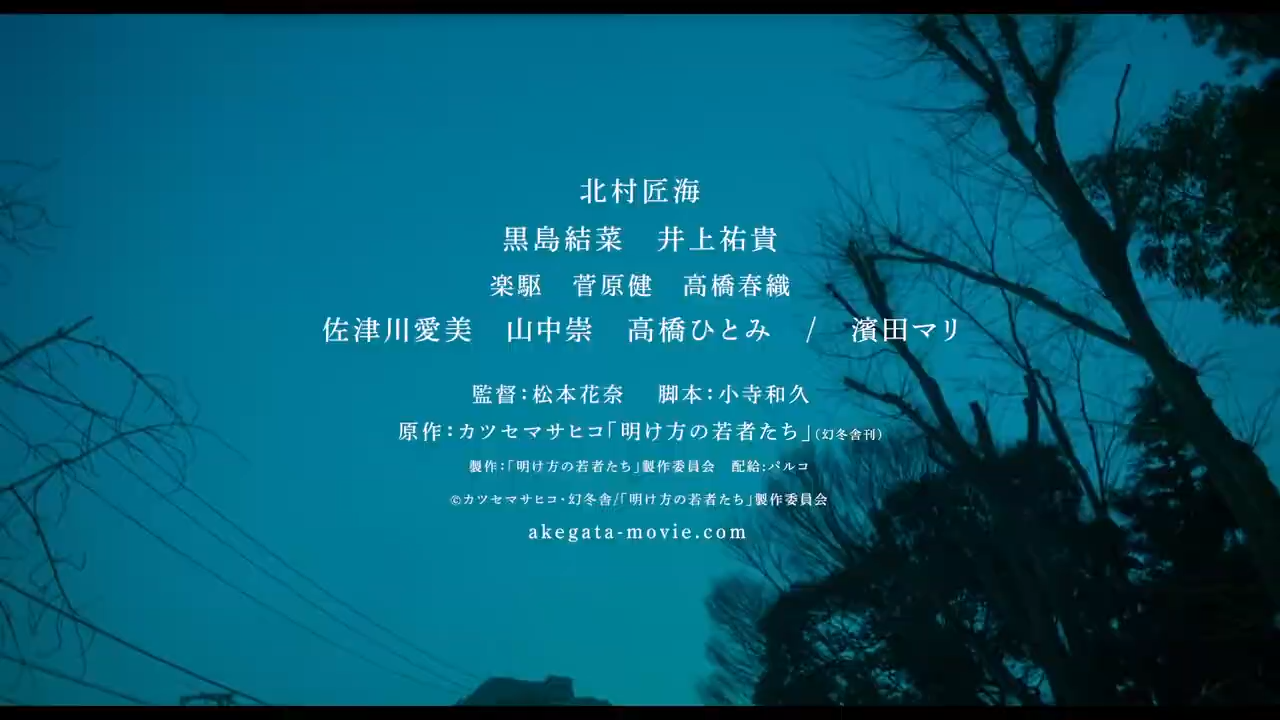 北村匠海
黒島結菜　井上祐貴
楽駆　菅原健　高橋春織
佐津川愛美　山中崇　高橋ひとみ　/　濱田マリ
監督：松本花奈　脚本：小寺和久
原作：カツセマサヒコ「明け方の若者たち」(幻冬舎刊)
製作：「明け方の若者たち」製作委員会　配給：パルコ
©カツセマサヒコ・幻冬舎/「明け方の若者たち」製作委員会
akegata-movie.com